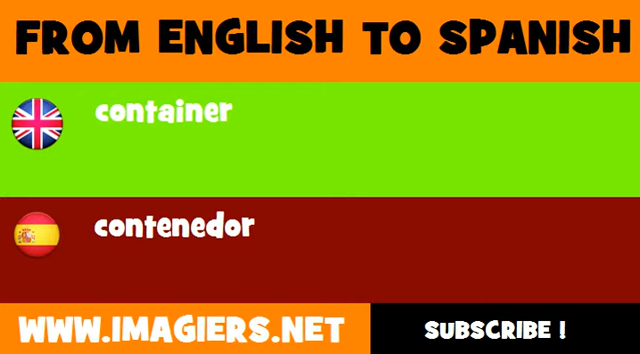 FROM ENGLISH TO SPANISH
container
contenedor
WWW.IMAGIERS.NET
SUBSCRIBE !